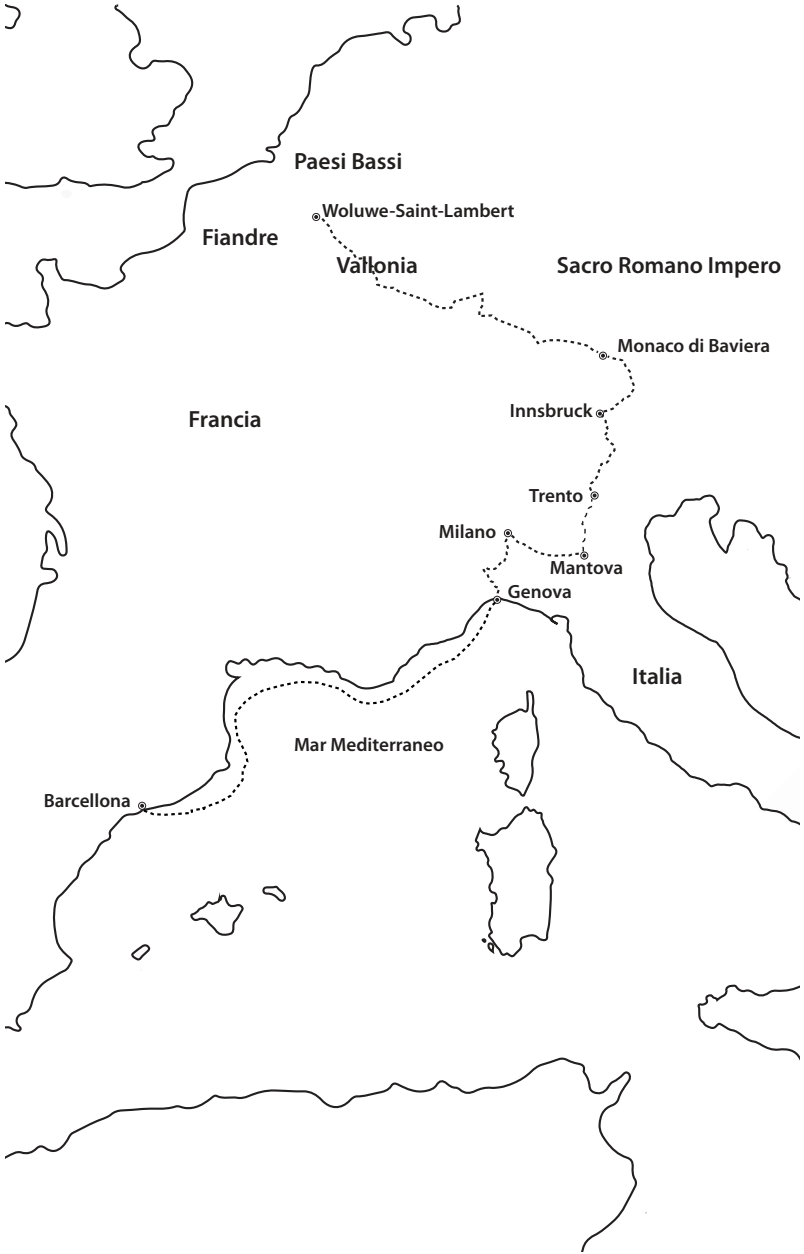 Paesi Bassi
Woluwe-Saint-Lambert
Fiandre
Vallonia
Sacro Romano Impero
Monaco di Baviera
Innsbruck
Francia
Trento
Milano
Mantova
Genova
Italia
Mar Mediterraneo
Barcellona